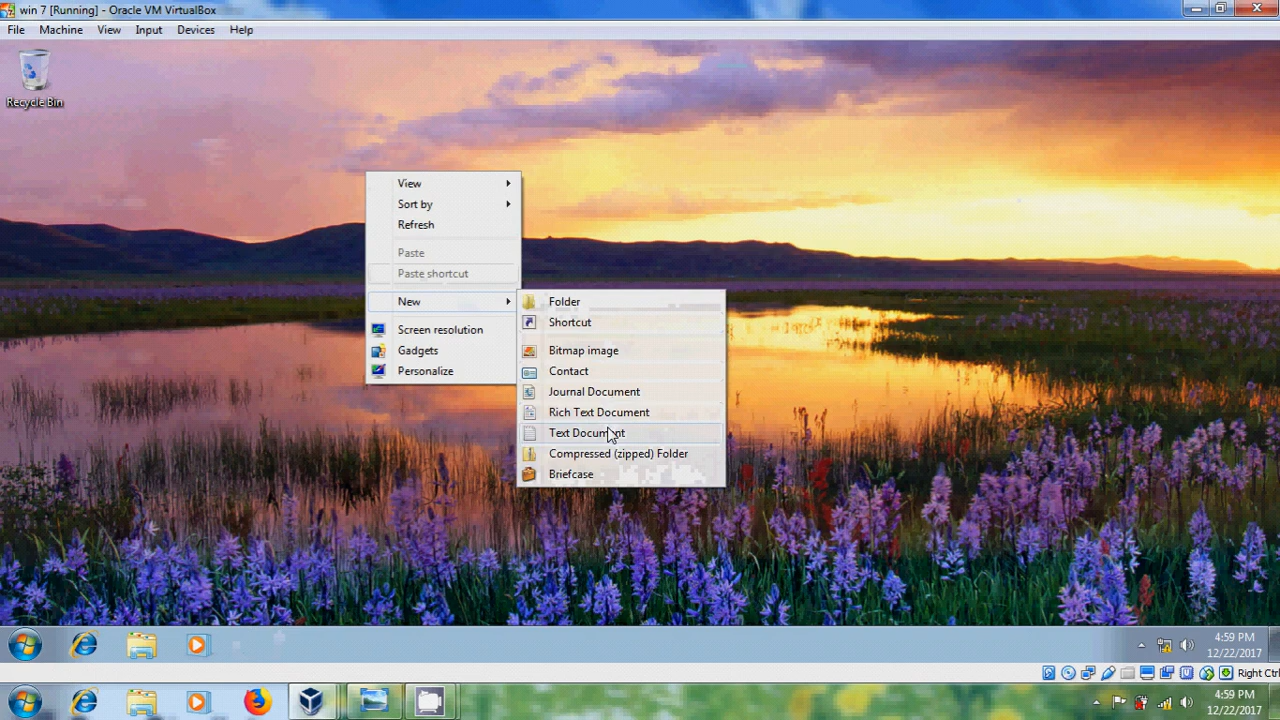 win 7 [Running] - Oracle VM VirtualBox
File Machine View Input Devices Help
Recycle Bin
View
Sort by
Refresh
Paste
Paste shortcut
New
Screen resolution
Gadgets
Personalize
Folder
Shortcut
Bitmap image
Contact
Journal Document
Rich Text Document
Text Document
Compressed (zipped) Folder
Briefcase
4:59 PM
12/22/2017
Right Ctrl
4:59 PM
12/22/2017